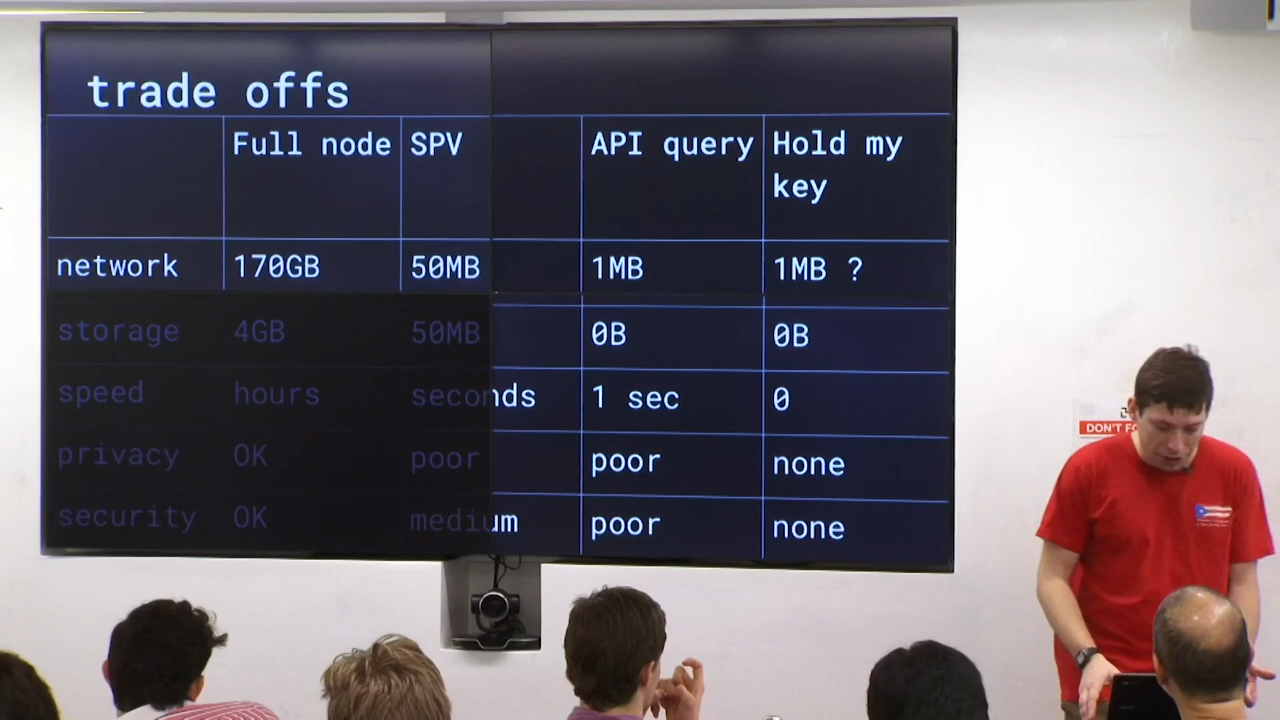 trade offs
Full node SPV API query Hold my
key
network 170GB 50MB 1MB 1MB ?
storage 4GB 50MB 0B 0B
speed hours seconds 1 sec 0
privacy OK poor poor none
security OK medium poor none
DON'T